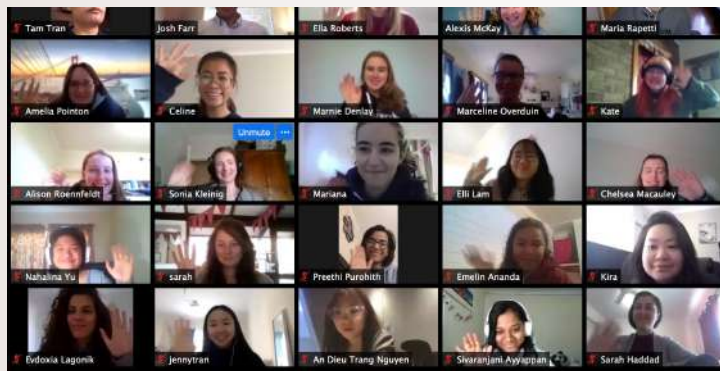 Tam Tran
Josh Farr
Ella Roberts
Alexis McKay
Maria Rapetti
Amelia Pointon
Celine
Marnie Denlay
Marceline Overduin
Kate
Unmute ...
Alison Roennfeldt
Sonia Kleinig
Mariana
Elli Lam
Chelsea Macauley
Nahalina Yu
sarah
Preethi Purohith
Emelin Ananda
Kira
Evdoxia Lagonik
jennytran
An Dieu Trang Nguyen
Sivaranjani Ayyappan
Sarah Haddad